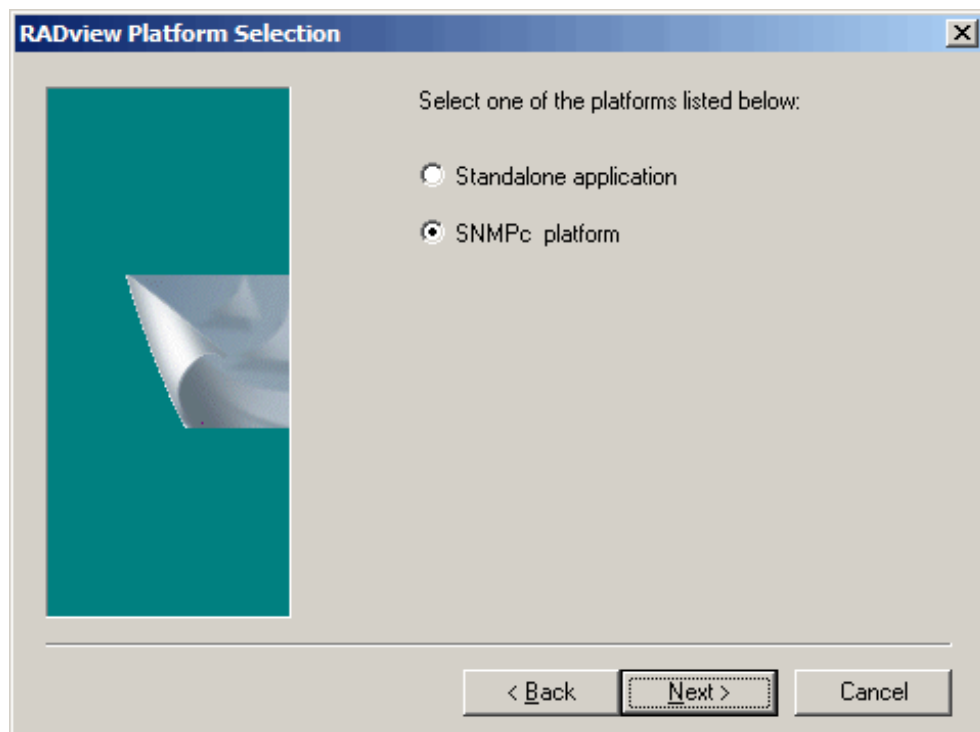 RADview Platform Selection
Select one of the platforms listed below:
Standalone application
SNMPc platform
< Back
Next >
Cancel